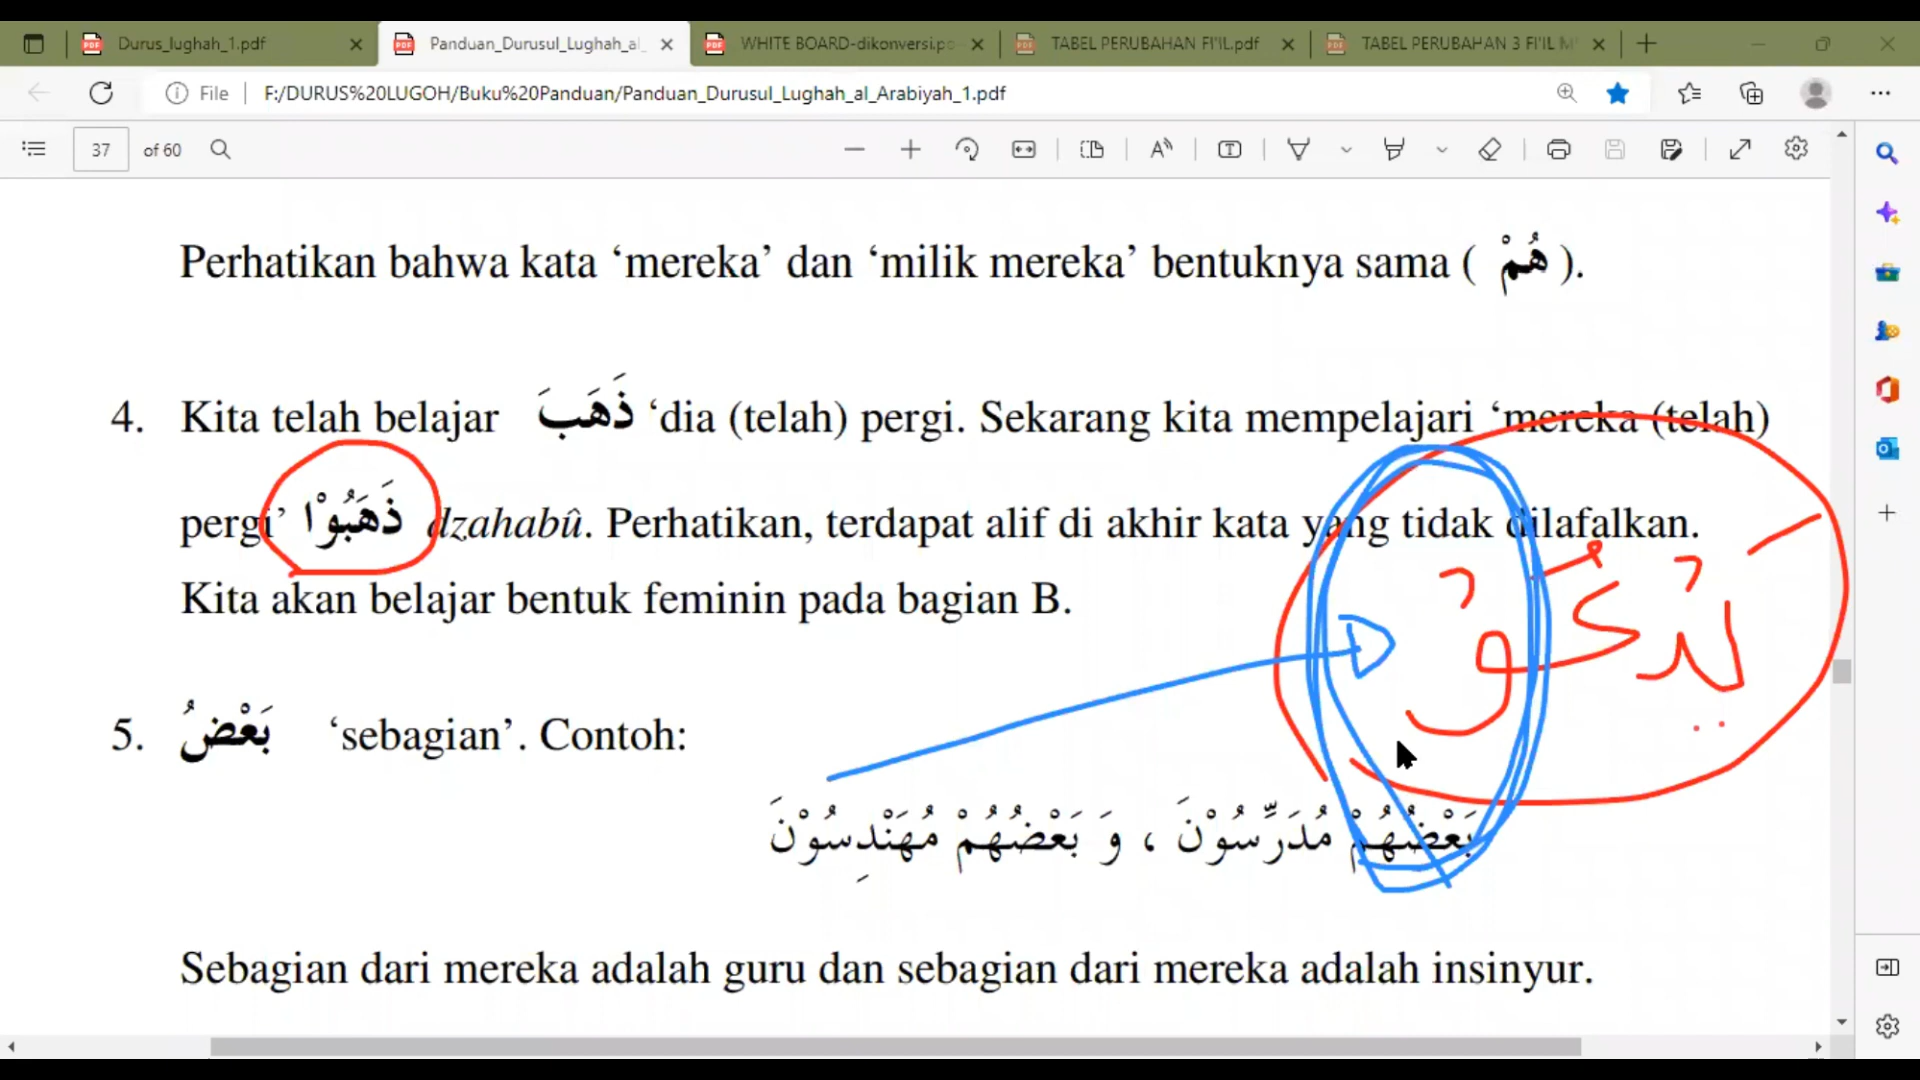 Durus_lughah_1.pdf
Panduan_Durusul_Lughah_al_
WHITE BOARD-dikonversi.po
TABEL PERUBAHAN FI'IL.pdf
TABEL PERUBAHAN 3 FI'IL M
File
F:/DURUS%20LUGOH/Buku%20Panduan/Panduan_Durusul_Lughah_al_Arabiyah_1.pdf
37 of 60
Perhatikan bahwa kata ‘mereka’ dan ‘milik mereka’ bentuknya sama ( هُمْ ).
4. Kita telah belajar ذَهَبَ ‘dia (telah) pergi. Sekarang kita mempelajari ‘mereka (telah)
pergi’ ذَهَبُوْا dzahabû. Perhatikan, terdapat alif di akhir kata yang tidak dilafalkan.
Kita akan belajar bentuk feminin pada bagian B.
5. بَعْضُ ‘sebagian’. Contoh:
بَعْضُهُمْ مُدَرِّسُوْنَ ، وَ بَعْضُهُمْ مُهَنْدِسُوْنَ
Sebagian dari mereka adalah guru dan sebagian dari mereka adalah insinyur.